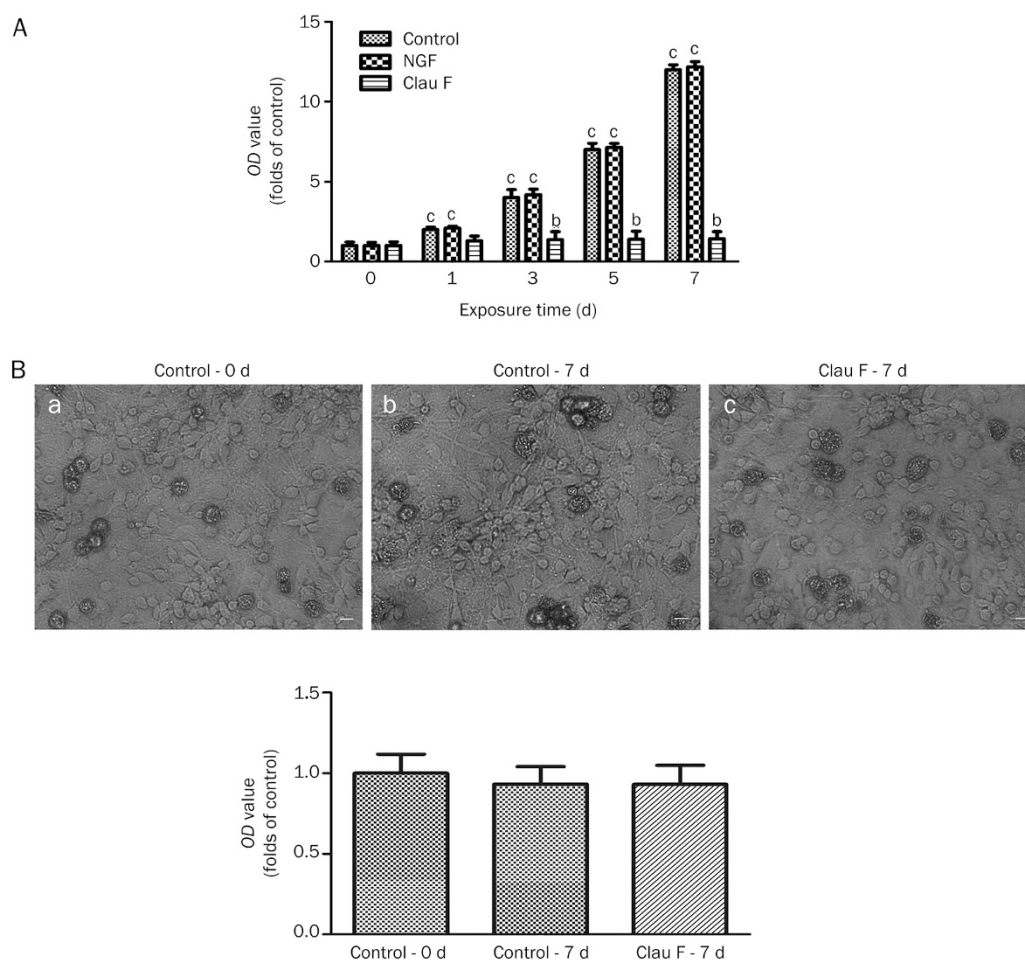 A
15
10
5
0
OD value
(folds of control)
Control
NGF
Clau F
c c
c c b
c c b
c c b
0 1 3 5 7
Exposure time (d)
B
Control - 0 d Control - 7 d Clau F - 7 d
a b c
1.5
1.0
0.5
0.0
OD value
(folds of control)
Control - 0 d Control - 7 d Clau F - 7 d